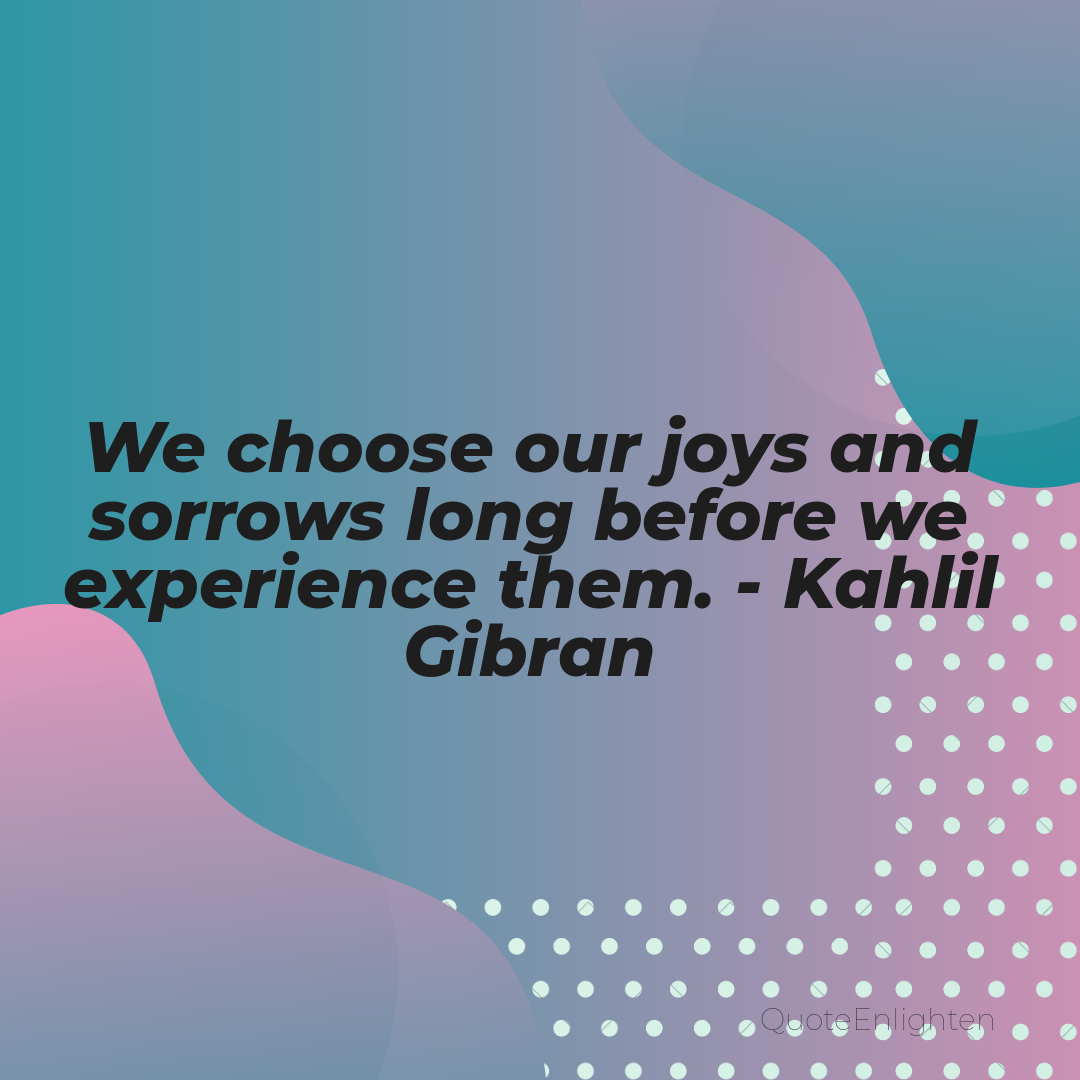 We choose our joys and
sorrows long before we
experience them. - Kahlil
Gibran
QuoteEnlighten